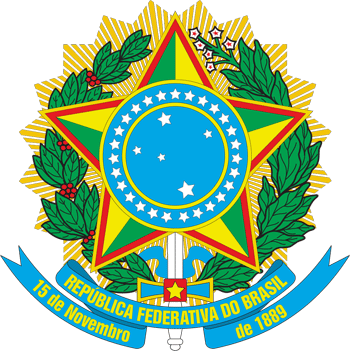 REPÚBLICA FEDERATIVA DO BRASIL
15 de Novembro
de 1889